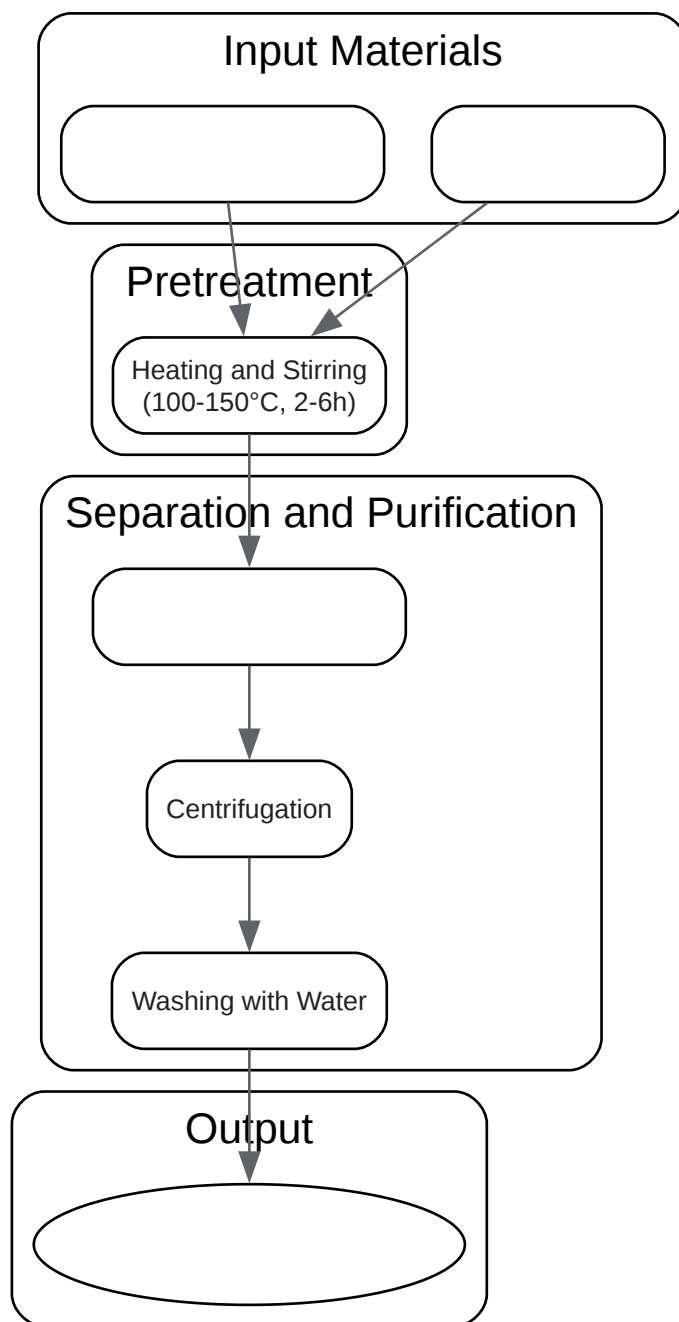 Input Materials
Pretreatment
Heating and Stirring
(100-150°C, 2-6h)
Separation and Purification
Centrifugation
Washing with Water
Output